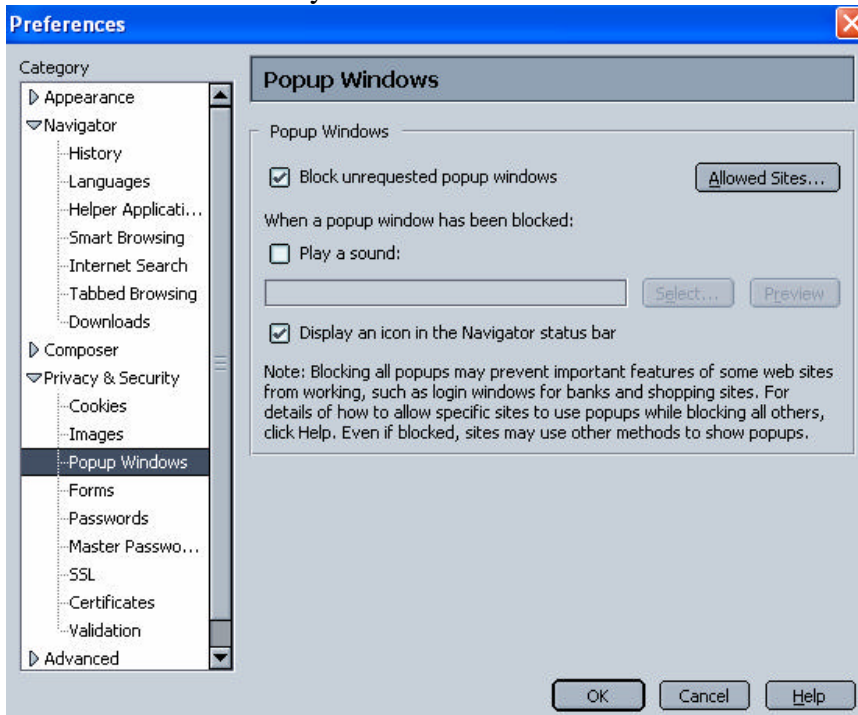 Preferences
Category
Appearance
Navigator
History
Languages
Helper Applicati...
Smart Browsing
Internet Search
Tabbed Browsing
Downloads
Composer
Privacy & Security
Cookies
Images
Popup Windows
Forms
Passwords
Master Passwo...
SSL
Certificates
Validation
Advanced
Popup Windows
Popup Windows
Block unrequested popup windows
Allowed Sites...
When a popup window has been blocked:
Play a sound:
Select...
Preview
Display an icon in the Navigator status bar
Note: Blocking all popups may prevent important features of some web sites
from working, such as login windows for banks and shopping sites. For
details of how to allow specific sites to use popups while blocking all others,
click Help. Even if blocked, sites may use other methods to show popups.
OK
Cancel
Help